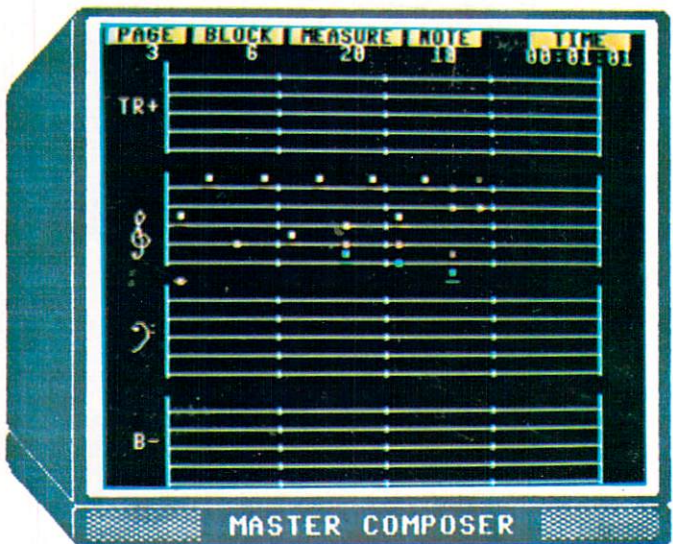 PAGE BLOCK MEASURE NOTE TIME
3 6 20 18 00:01:01
TR+
B-
MASTER COMPOSER